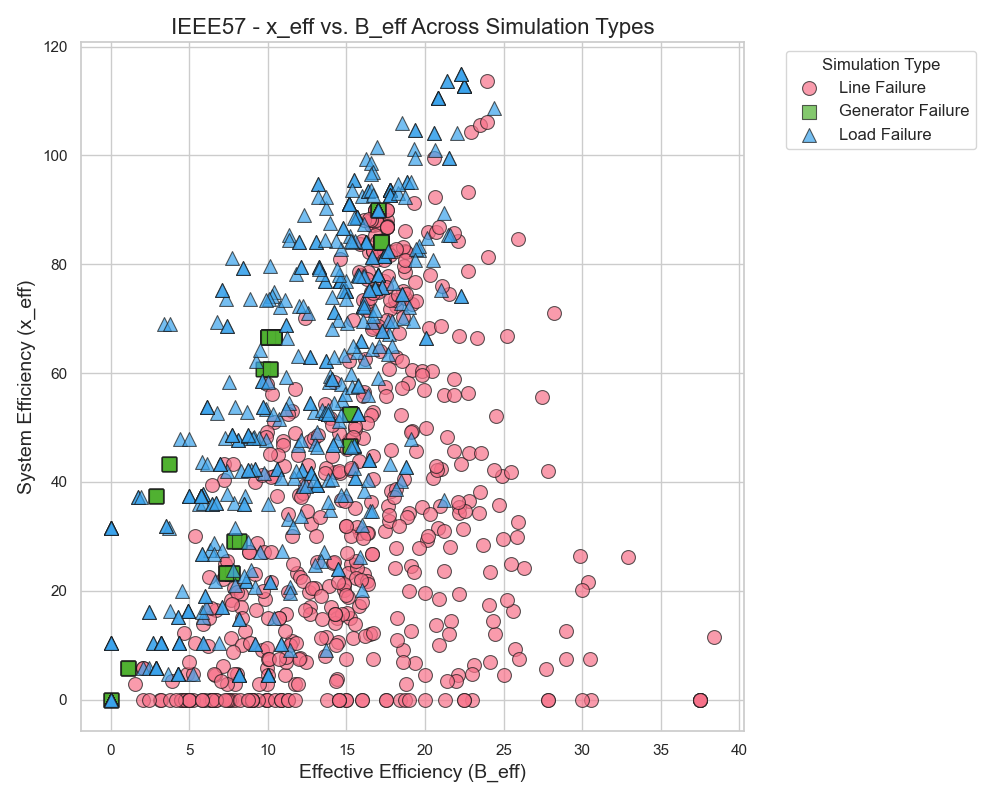 IEEE57 - x_eff vs. B_eff Across Simulation Types
Simulation Type
Line Failure
Generator Failure
Load Failure
System Efficiency (x_eff)
120
100
80
60
40
20
0
0 5 10 15 20 25 30 35 40
Effective Efficiency (B_eff)